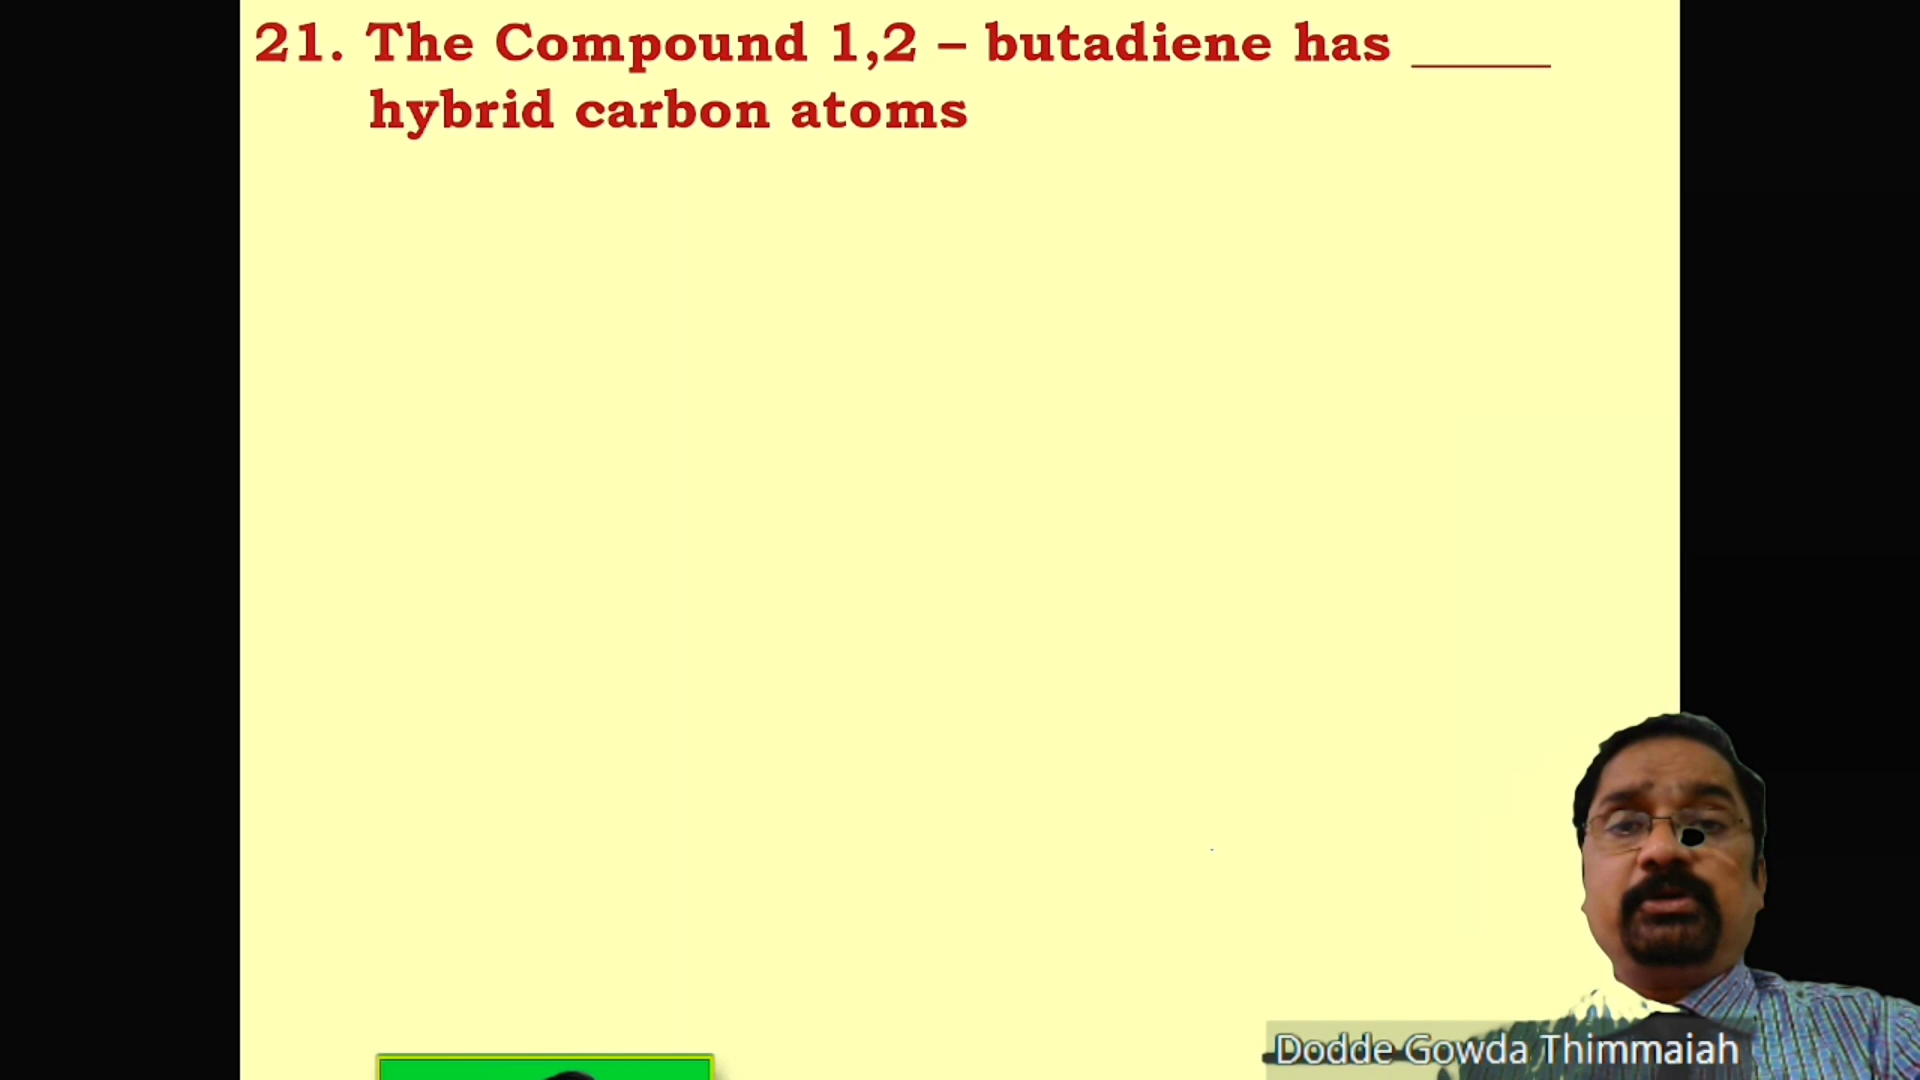 21. The Compound 1,2 – butadiene has _____
hybrid carbon atoms
Dodde Gowda Thimmaiah